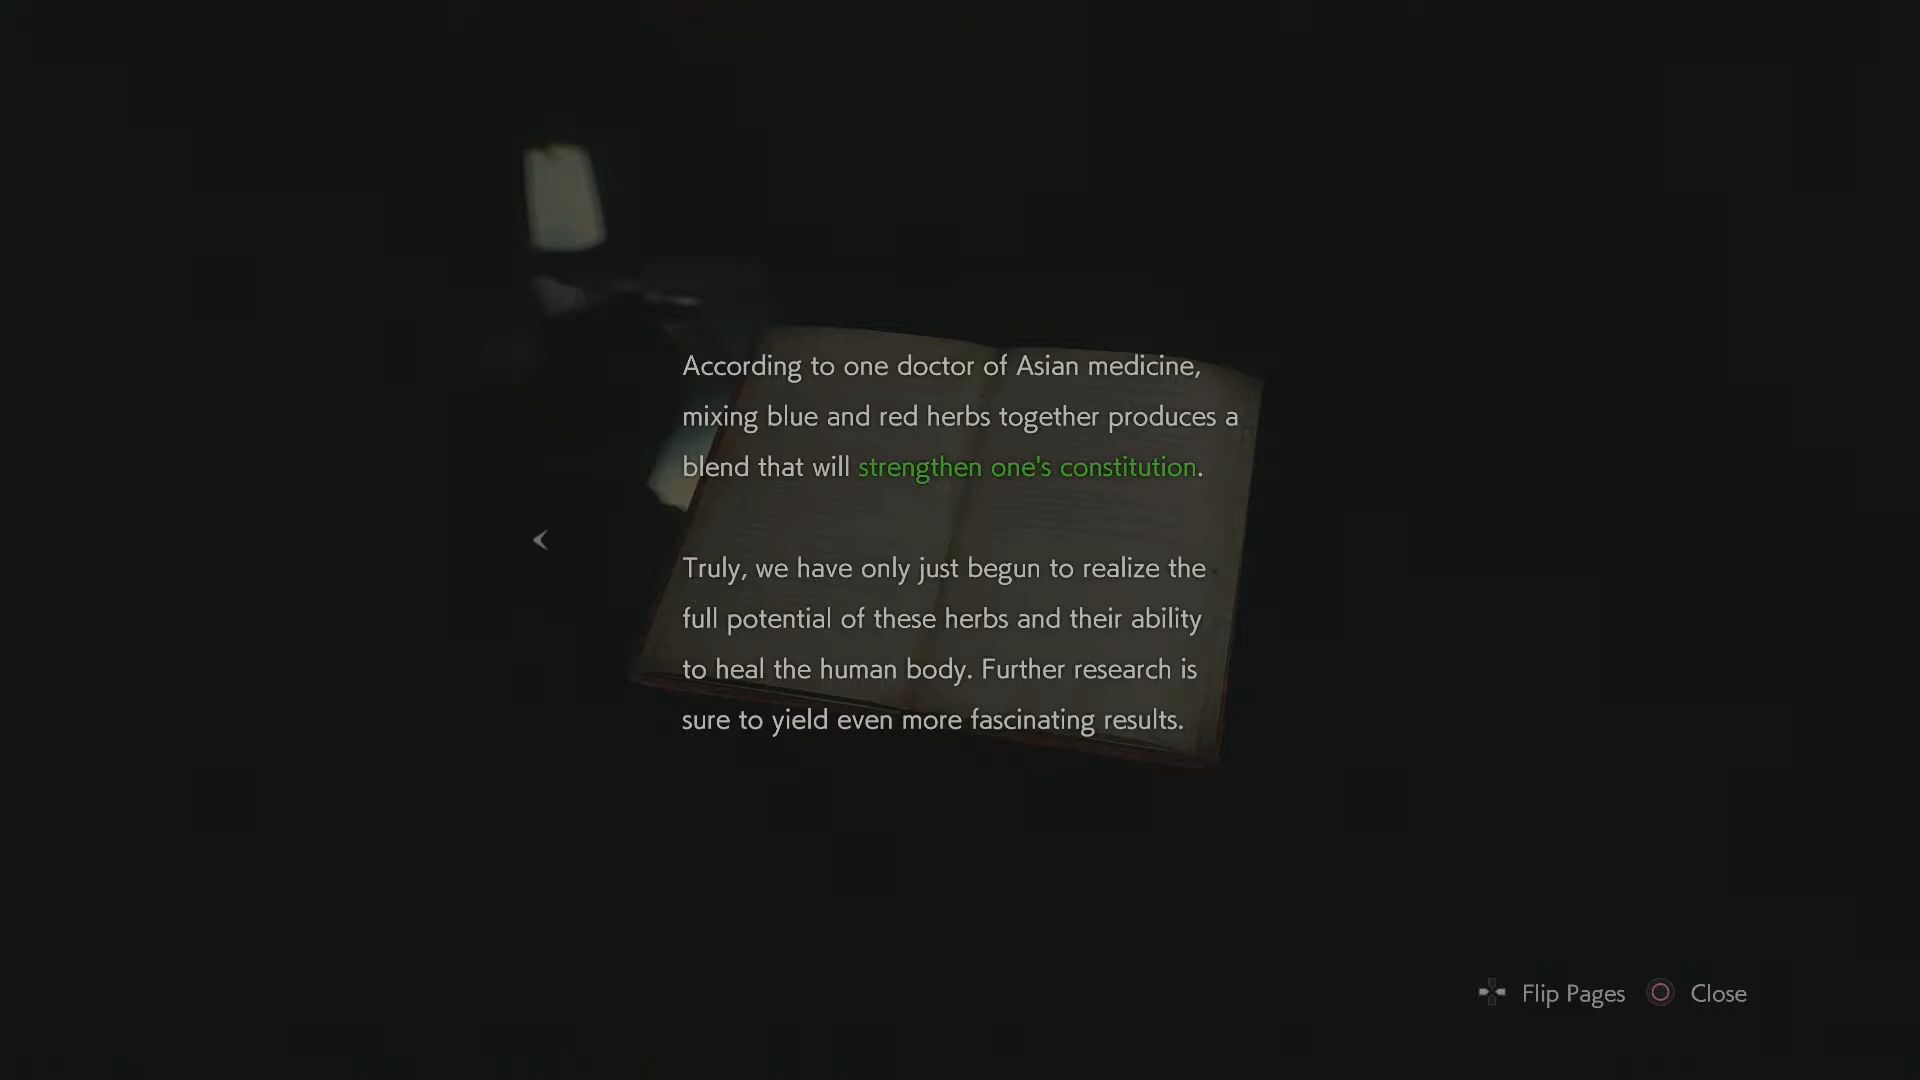 According to one doctor of Asian medicine,
mixing blue and red herbs together produces a
blend that will strengthen one's constitution.
Truly, we have only just begun to realize the
full potential of these herbs and their ability
to heal the human body. Further research is
sure to yield even more fascinating results.
Flip Pages Close